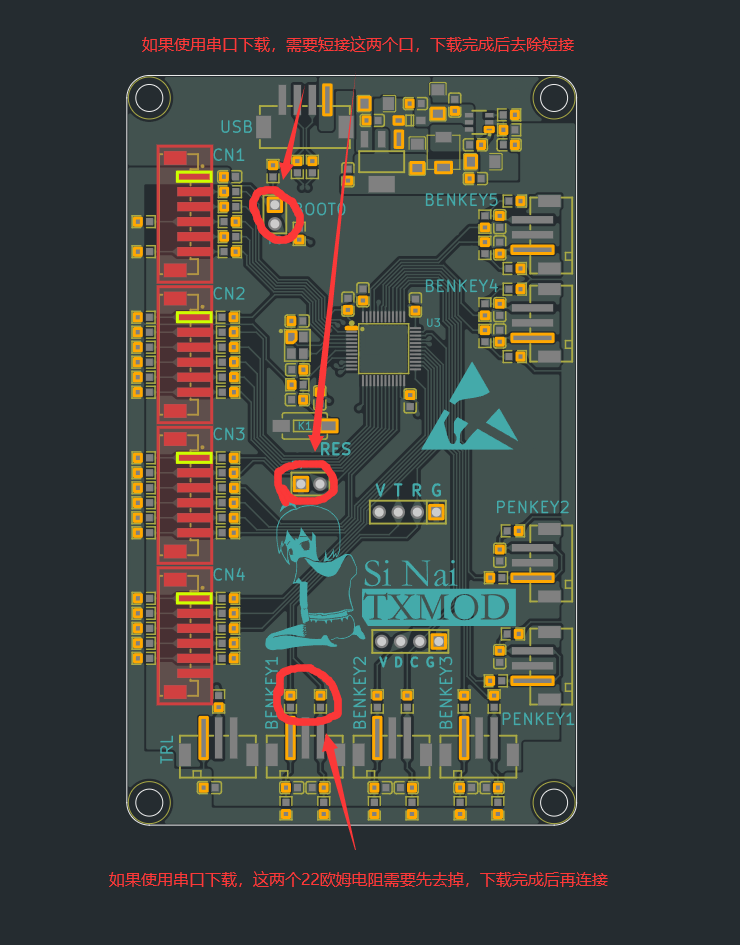 如果使用串口下载，需要短接这两个口，下载完成后去除短接
USB
CN1
BOOT0
BENKEY5
CN2
BENKEY4
U3
K1
RES
CN3
V T R G
PENKEY2
CN4
Si Nai
TXMOD
V D C G
BENKEY1
BENKEY2
BENKEY3
PENKEY1
TRL
如果使用串口下载，这两个22欧姆电阻需要先去掉，下载完成后再连接